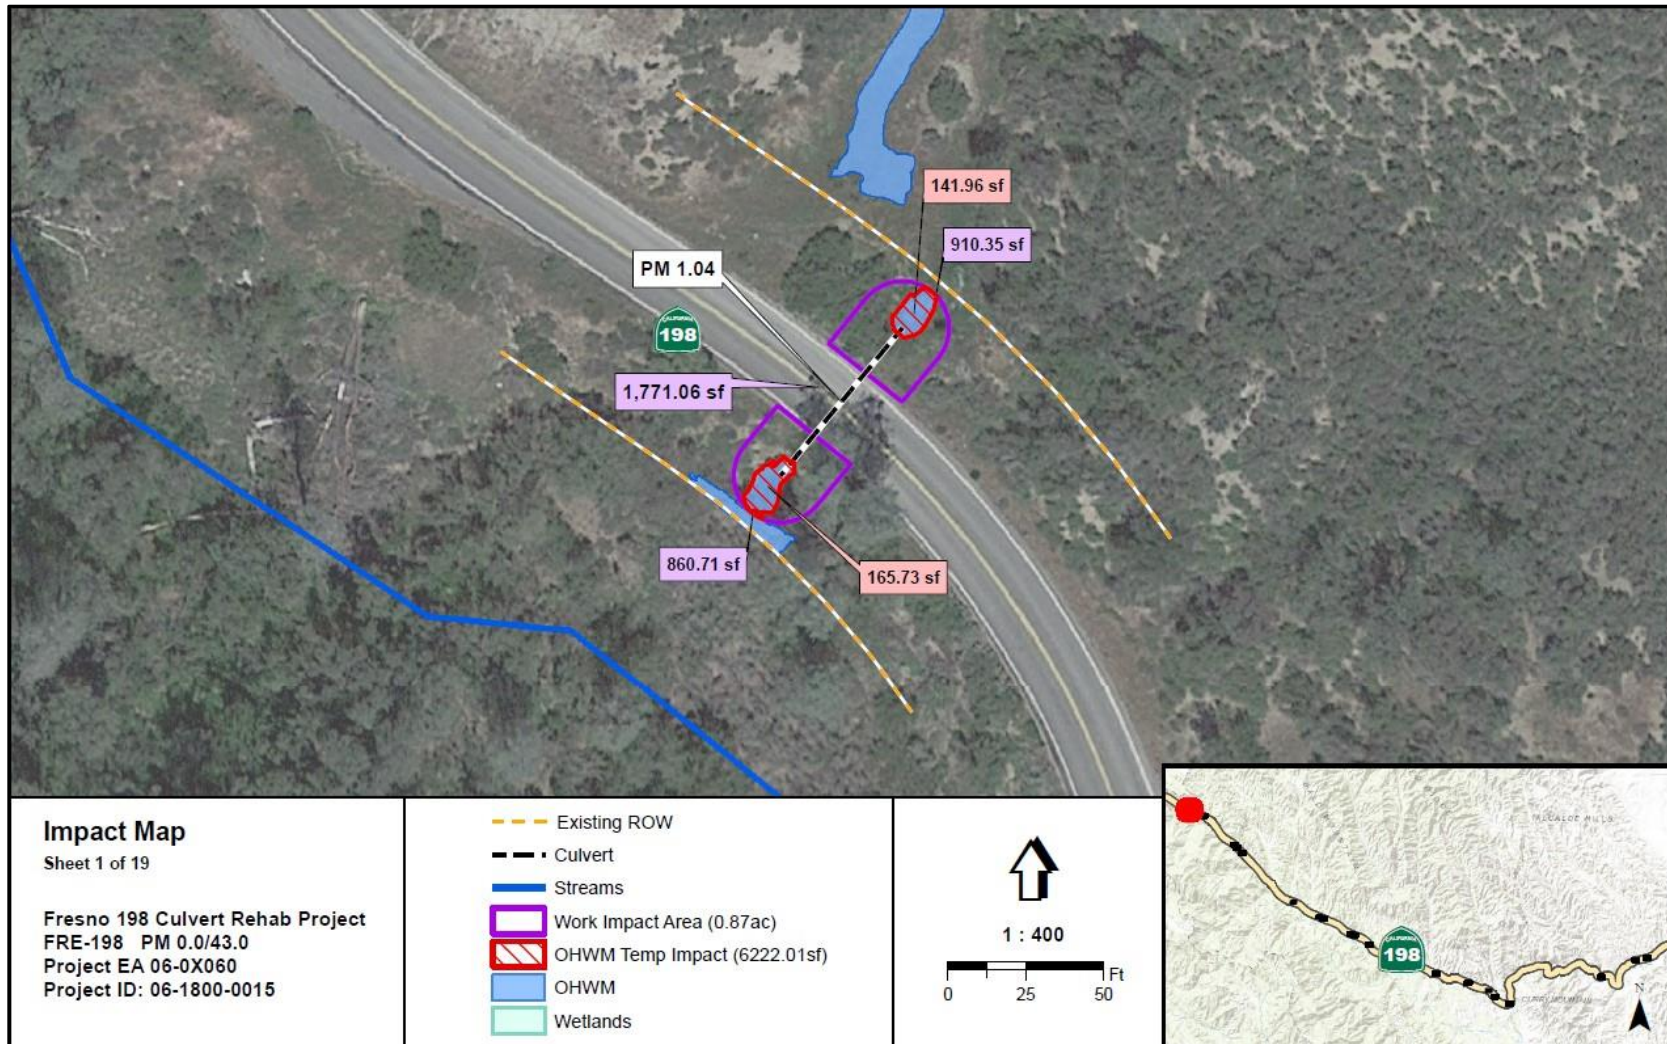 141.96 sf
910.35 sf
PM 1.04
CALIFORNIA
198
1,771.06 sf
860.71 sf
165.73 sf
Impact Map
Sheet 1 of 19
Fresno 198 Culvert Rehab Project
FRE-198 PM 0.0/43.0
Project EA 06-0X060
Project ID: 06-1800-0015
Existing ROW
Culvert
Streams
Work Impact Area (0.87ac)
OHWM Temp Impact (6222.01sf)
OHWM
Wetlands
1 : 400
0 25 50 Ft
CALIFORNIA
198
N